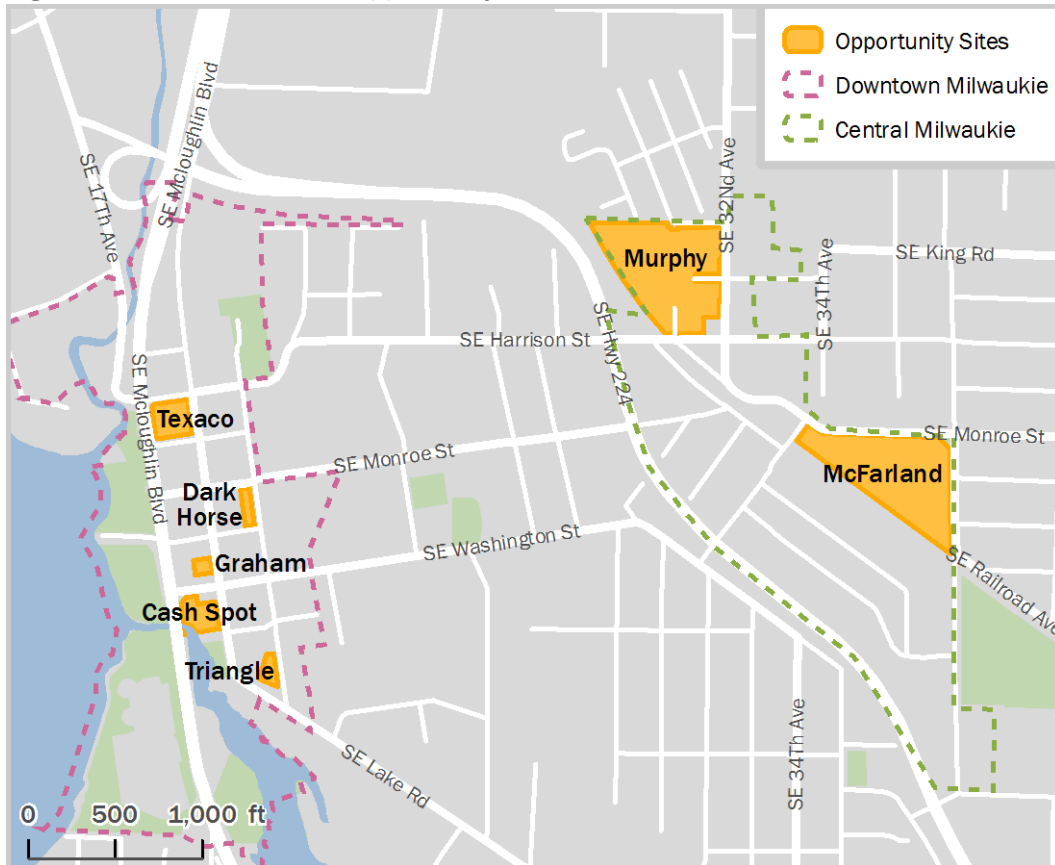 Opportunity Sites
Downtown Milwaukie
Central Milwaukie
SE Mcloughlin Blvd
SE 17Th Ave
SE 32Nd Ave
Murphy
SE King Rd
SE 34Th Ave
SE Hwy 224
SE Harrison St
SE Mcloughlin Blvd
Texaco
SE Monroe St
SE Monroe St
McFarland
Dark
Horse
SE Washington St
Graham
SE Railroad Ave
Cash Spot
Triangle
SE 34Th Ave
SE Lake Rd
0 500 1,000 ft